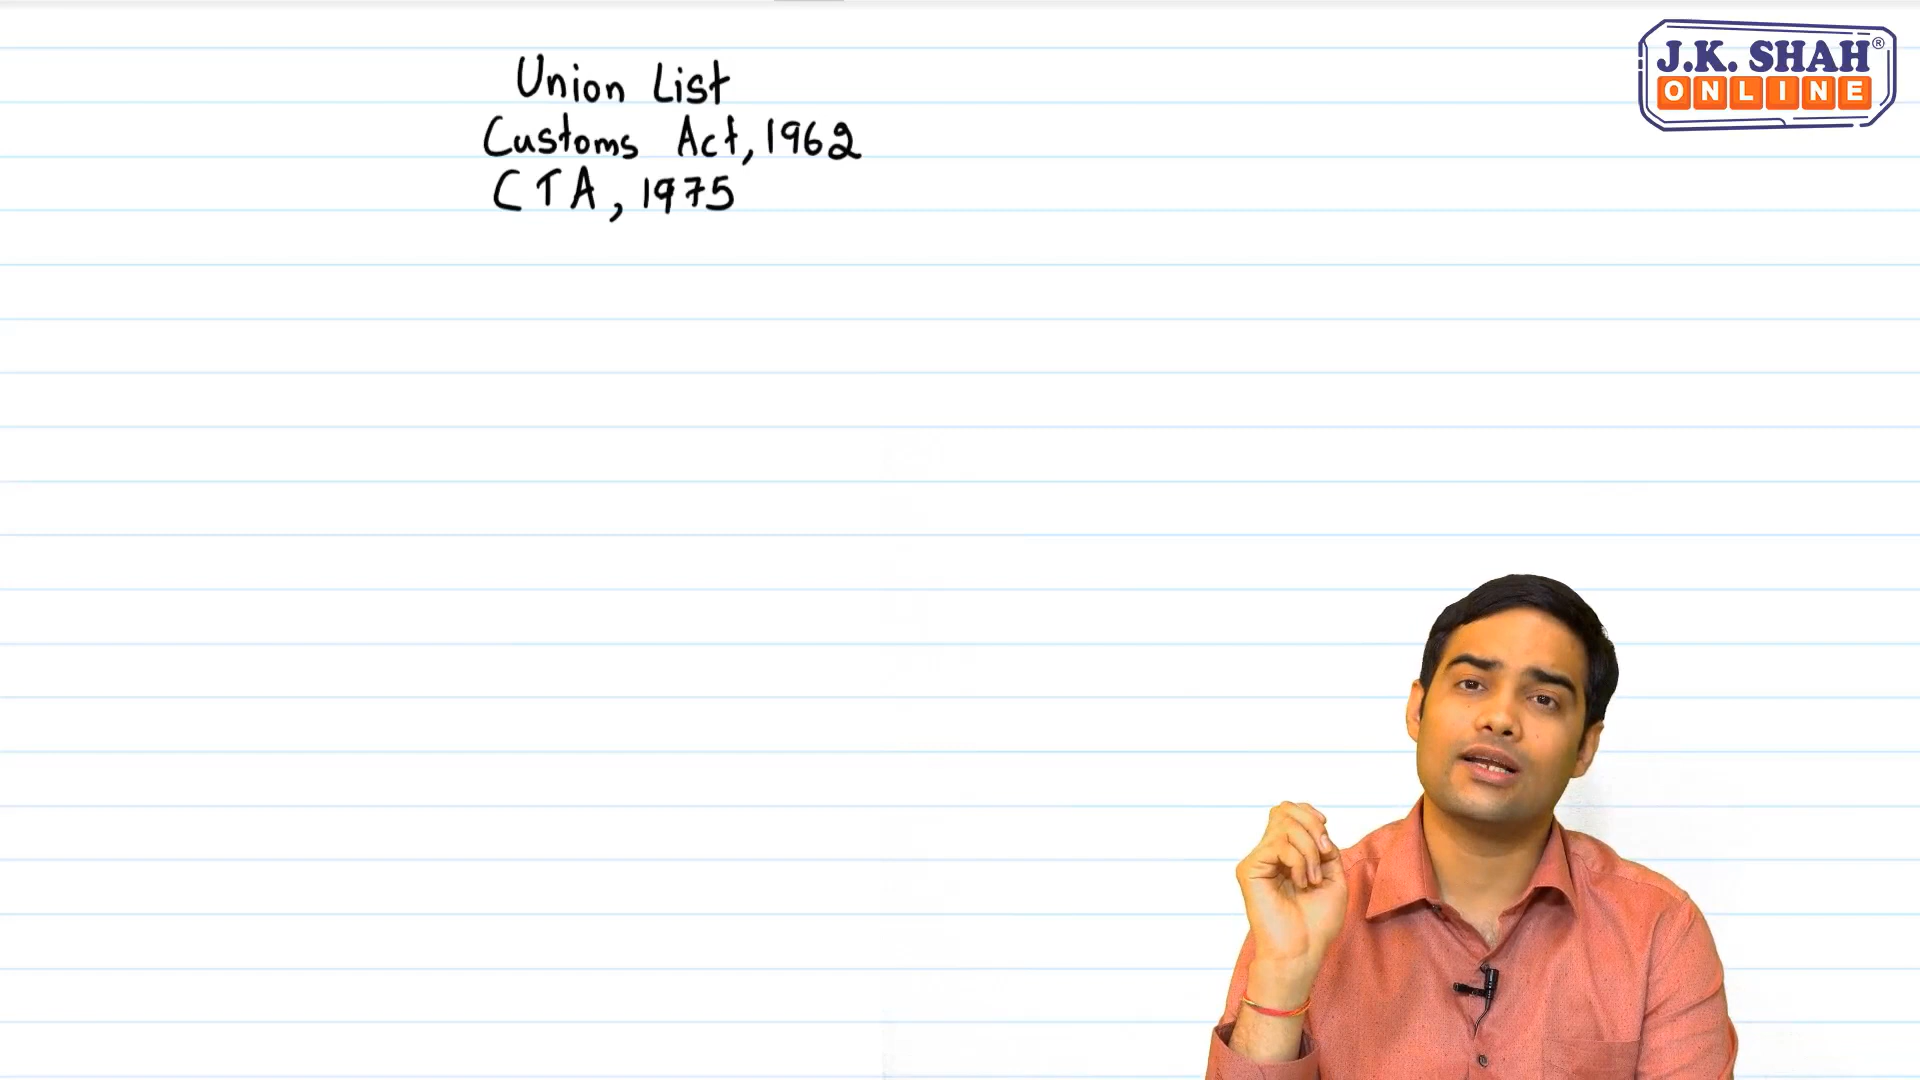 Union List
Customs Act, 1962
CTA, 1975
J.K. SHAH®
ONLINE